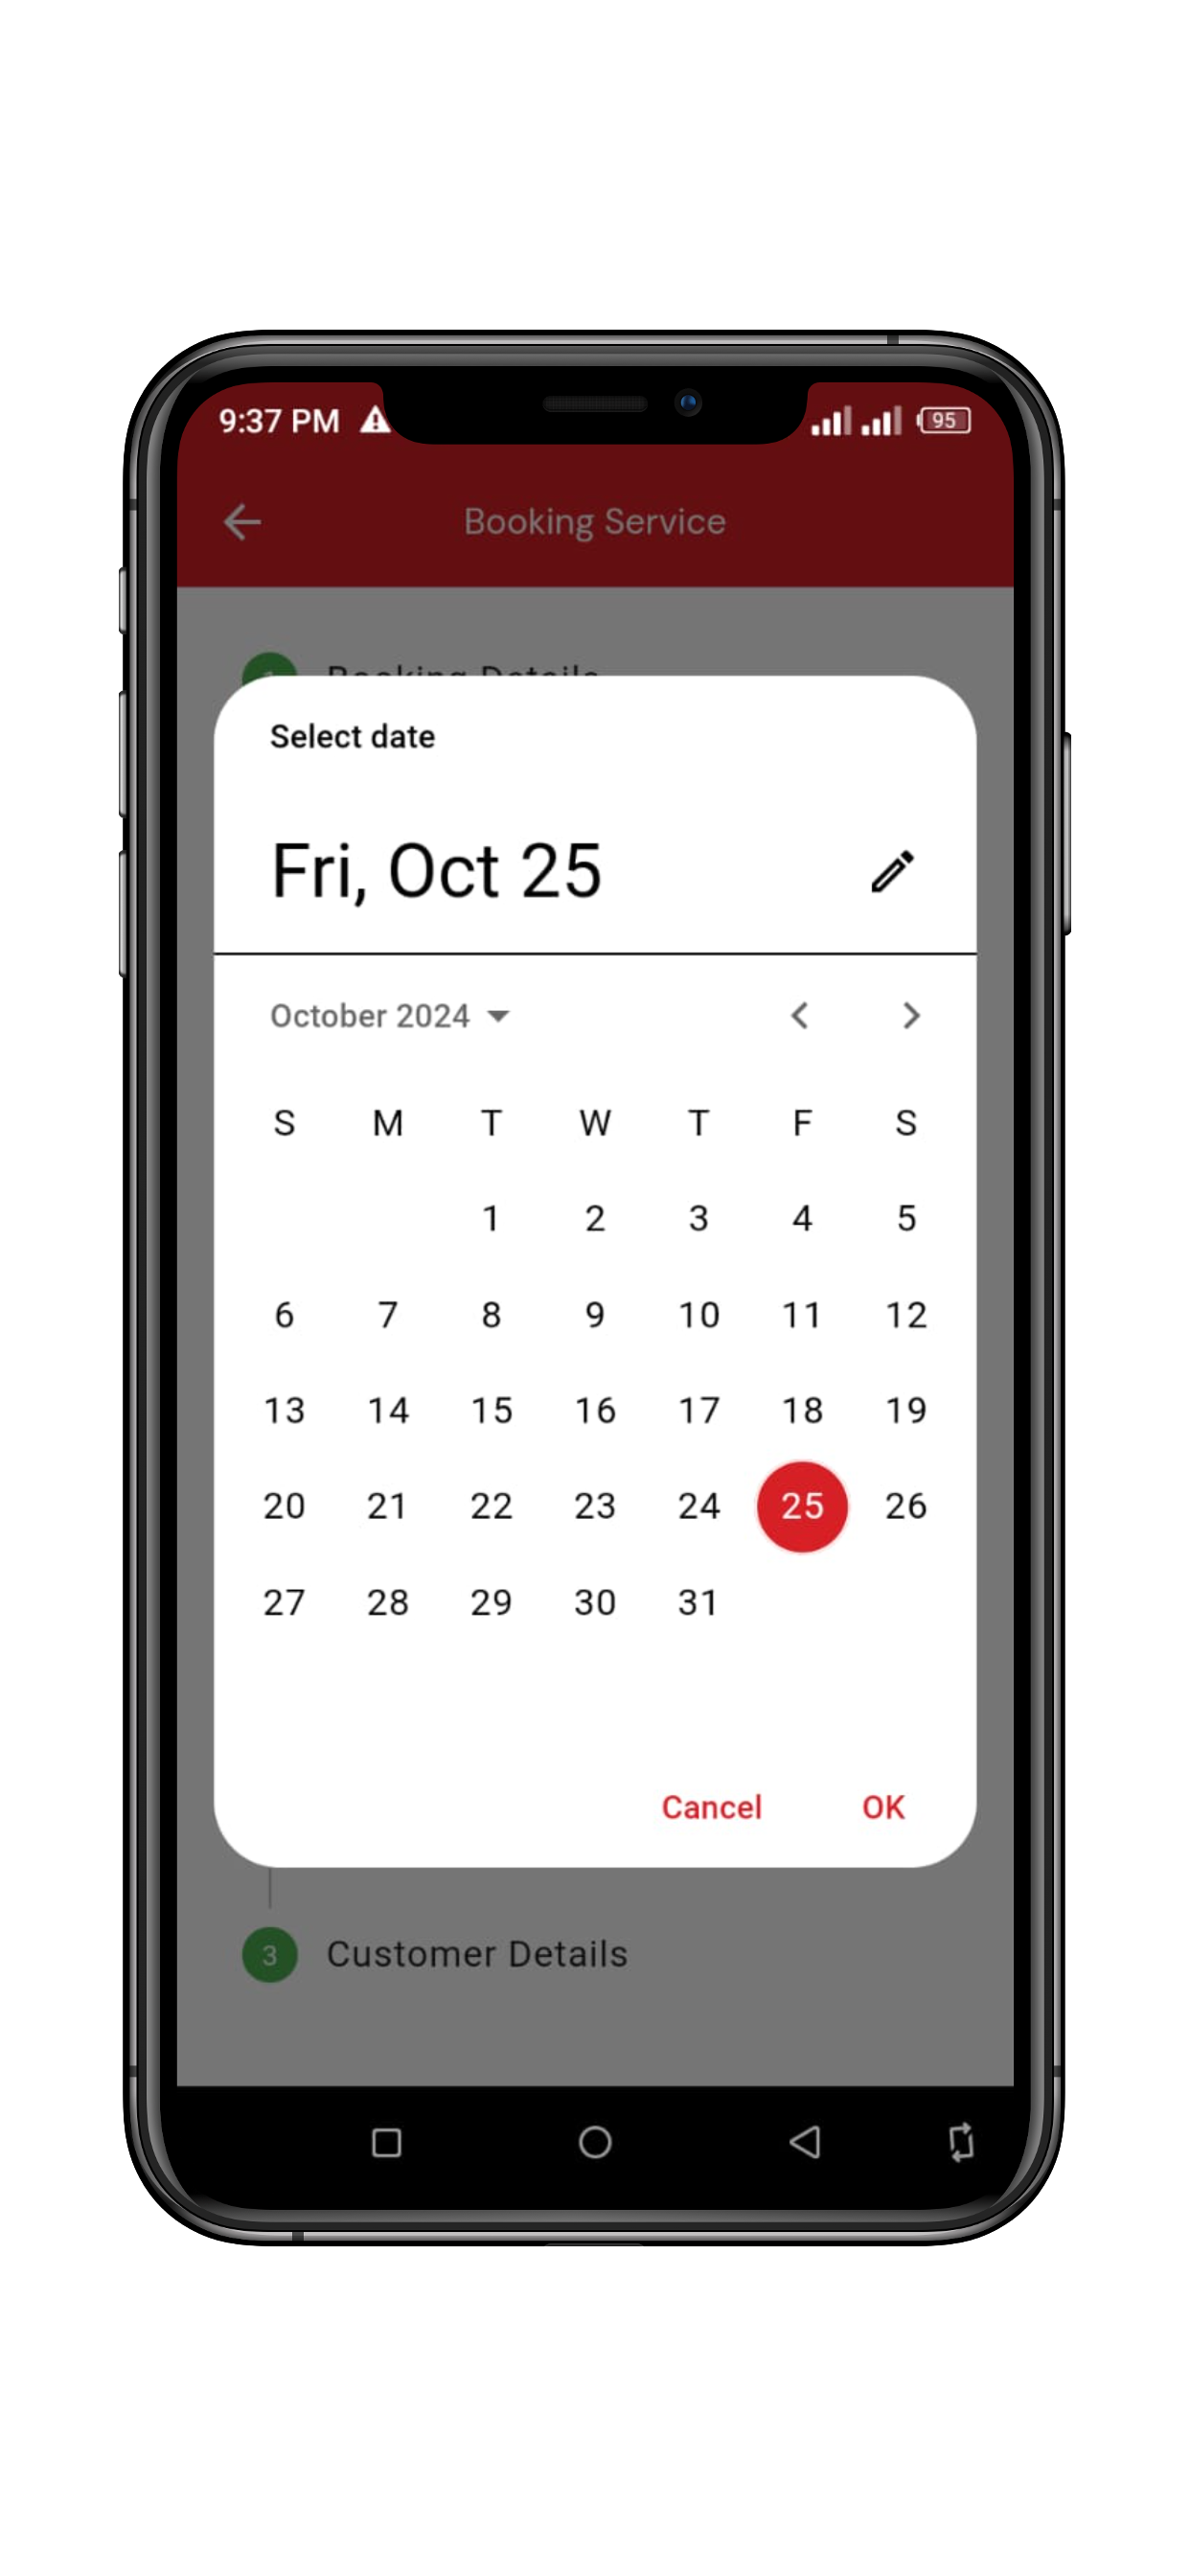 9:37 PM 95
Booking Service
Booking Details
Select date
Fri, Oct 25
October 2024
S M T W T F S
1 2 3 4 5
6 7 8 9 10 11 12
13 14 15 16 17 18 19
20 21 22 23 24 25 26
27 28 29 30 31
Cancel OK
3 Customer Details